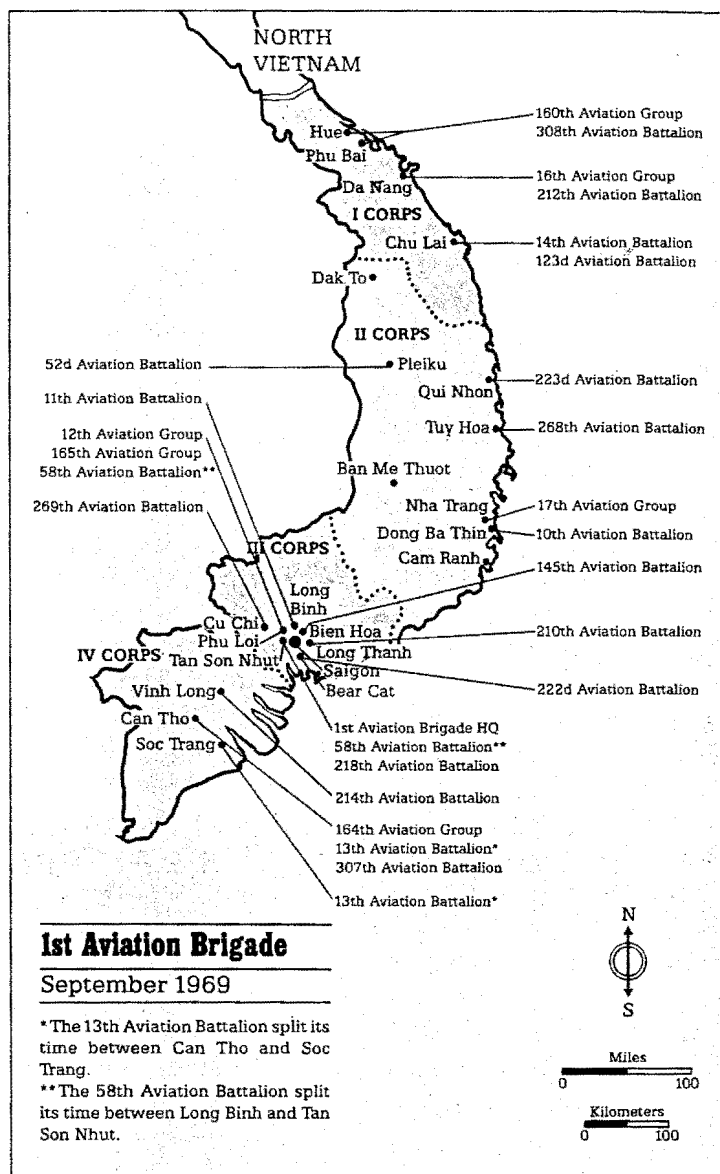 NORTH
VIETNAM
Hue
Phu Bai
160th Aviation Group
308th Aviation Battalion
Da Nang
16th Aviation Group
212th Aviation Battalion
I CORPS
Chu Lai
14th Aviation Battalion
123d Aviation Battalion
Dak To
II CORPS
52d Aviation Battalion
Pleiku
Qui Nhon
223d Aviation Battalion
11th Aviation Battalion
Tuy Hoa
268th Aviation Battalion
12th Aviation Group
165th Aviation Group
58th Aviation Battalion**
Ban Me Thuot
269th Aviation Battalion
Nha Trang
17th Aviation Group
Dong Ba Thin
10th Aviation Battalion
III CORPS
Cam Ranh
145th Aviation Battalion
Long
Binh
Cu Chi
Bien Hoa
210th Aviation Battalion
Phu Loi
Long Thanh
IV CORPS
Tan Son Nhut
Saigon
Bear Cat
222d Aviation Battalion
Vinh Long
Can Tho
Soc Trang
1st Aviation Brigade HQ
58th Aviation Battalion**
218th Aviation Battalion
214th Aviation Battalion
164th Aviation Group
13th Aviation Battalion*
307th Aviation Battalion
13th Aviation Battalion*
1st Aviation Brigade
September 1969
*The 13th Aviation Battalion split its
time between Can Tho and Soc
Trang.
**The 58th Aviation Battalion split
its time between Long Binh and Tan
Son Nhut.
N
S
Miles
0 100
Kilometers
0 100